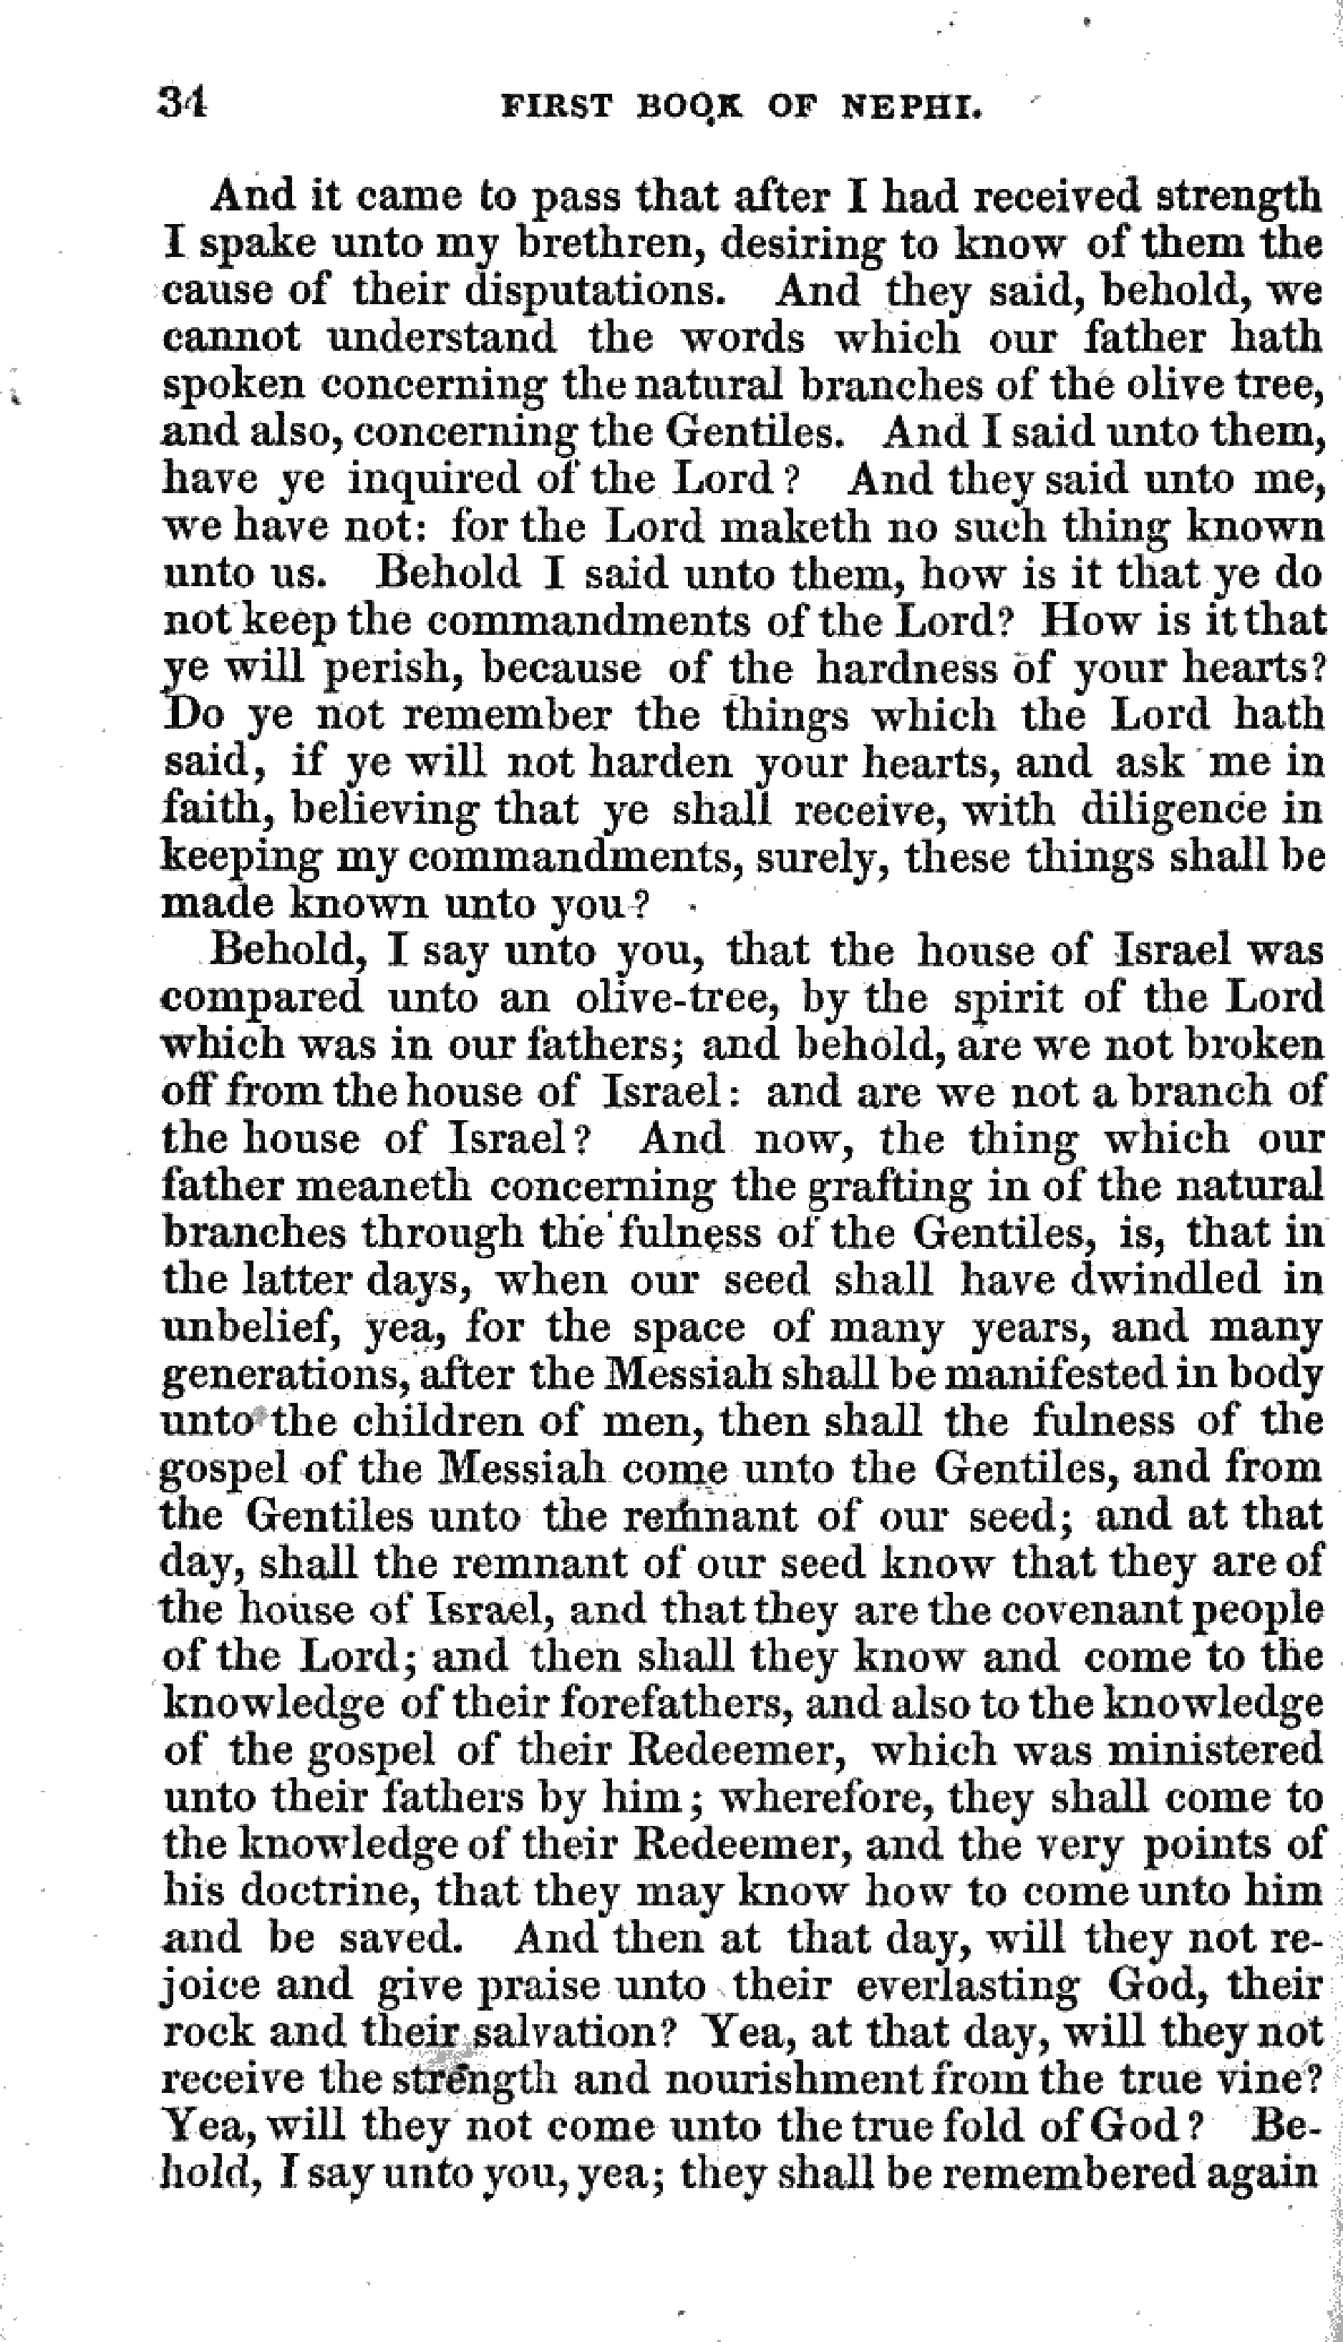 34 FIRST BOOK OF NEPHI.
And it came to pass that after I had received strength
I spake unto my brethren, desiring to know of them the
cause of their disputations. And they said, behold, we
cannot understand the words which our father hath
spoken concerning the natural branches of the olive tree,
and also, concerning the Gentiles. And I said unto them,
have ye inquired of the Lord? And they said unto me,
we have not: for the Lord maketh no such thing known
unto us. Behold I said unto them, how is it that ye do
not keep the commandments of the Lord? How is it that
ye will perish, because of the hardness of your hearts?
Do ye not remember the things which the Lord hath
said, if ye will not harden your hearts, and ask me in
faith, believing that ye shall receive, with diligence in
keeping my commandments, surely, these things shall be
made known unto you?
Behold, I say unto you, that the house of Israel was
compared unto an olive-tree, by the spirit of the Lord
which was in our fathers; and behold, are we not broken
off from the house of Israel: and are we not a branch of
the house of Israel? And now, the thing which our
father meaneth concerning the grafting in of the natural
branches through the fulness of the Gentiles, is, that in
the latter days, when our seed shall have dwindled in
unbelief, yea, for the space of many years, and many
generations, after the Messiah shall be manifested in body
unto the children of men, then shall the fulness of the
gospel of the Messiah come unto the Gentiles, and from
the Gentiles unto the remnant of our seed; and at that
day, shall the remnant of our seed know that they are of
the house of Israel, and that they are the covenant people
of the Lord; and then shall they know and come to the
knowledge of their forefathers, and also to the knowledge
of the gospel of their Redeemer, which was ministered
unto their fathers by him; wherefore, they shall come to
the knowledge of their Redeemer, and the very points of
his doctrine, that they may know how to come unto him
and be saved. And then at that day, will they not re-
joice and give praise unto their everlasting God, their
rock and their salvation? Yea, at that day, will they not
receive the strength and nourishment from the true vine?
Yea, will they not come unto the true fold of God? Be-
hold, I say unto you, yea; they shall be remembered again